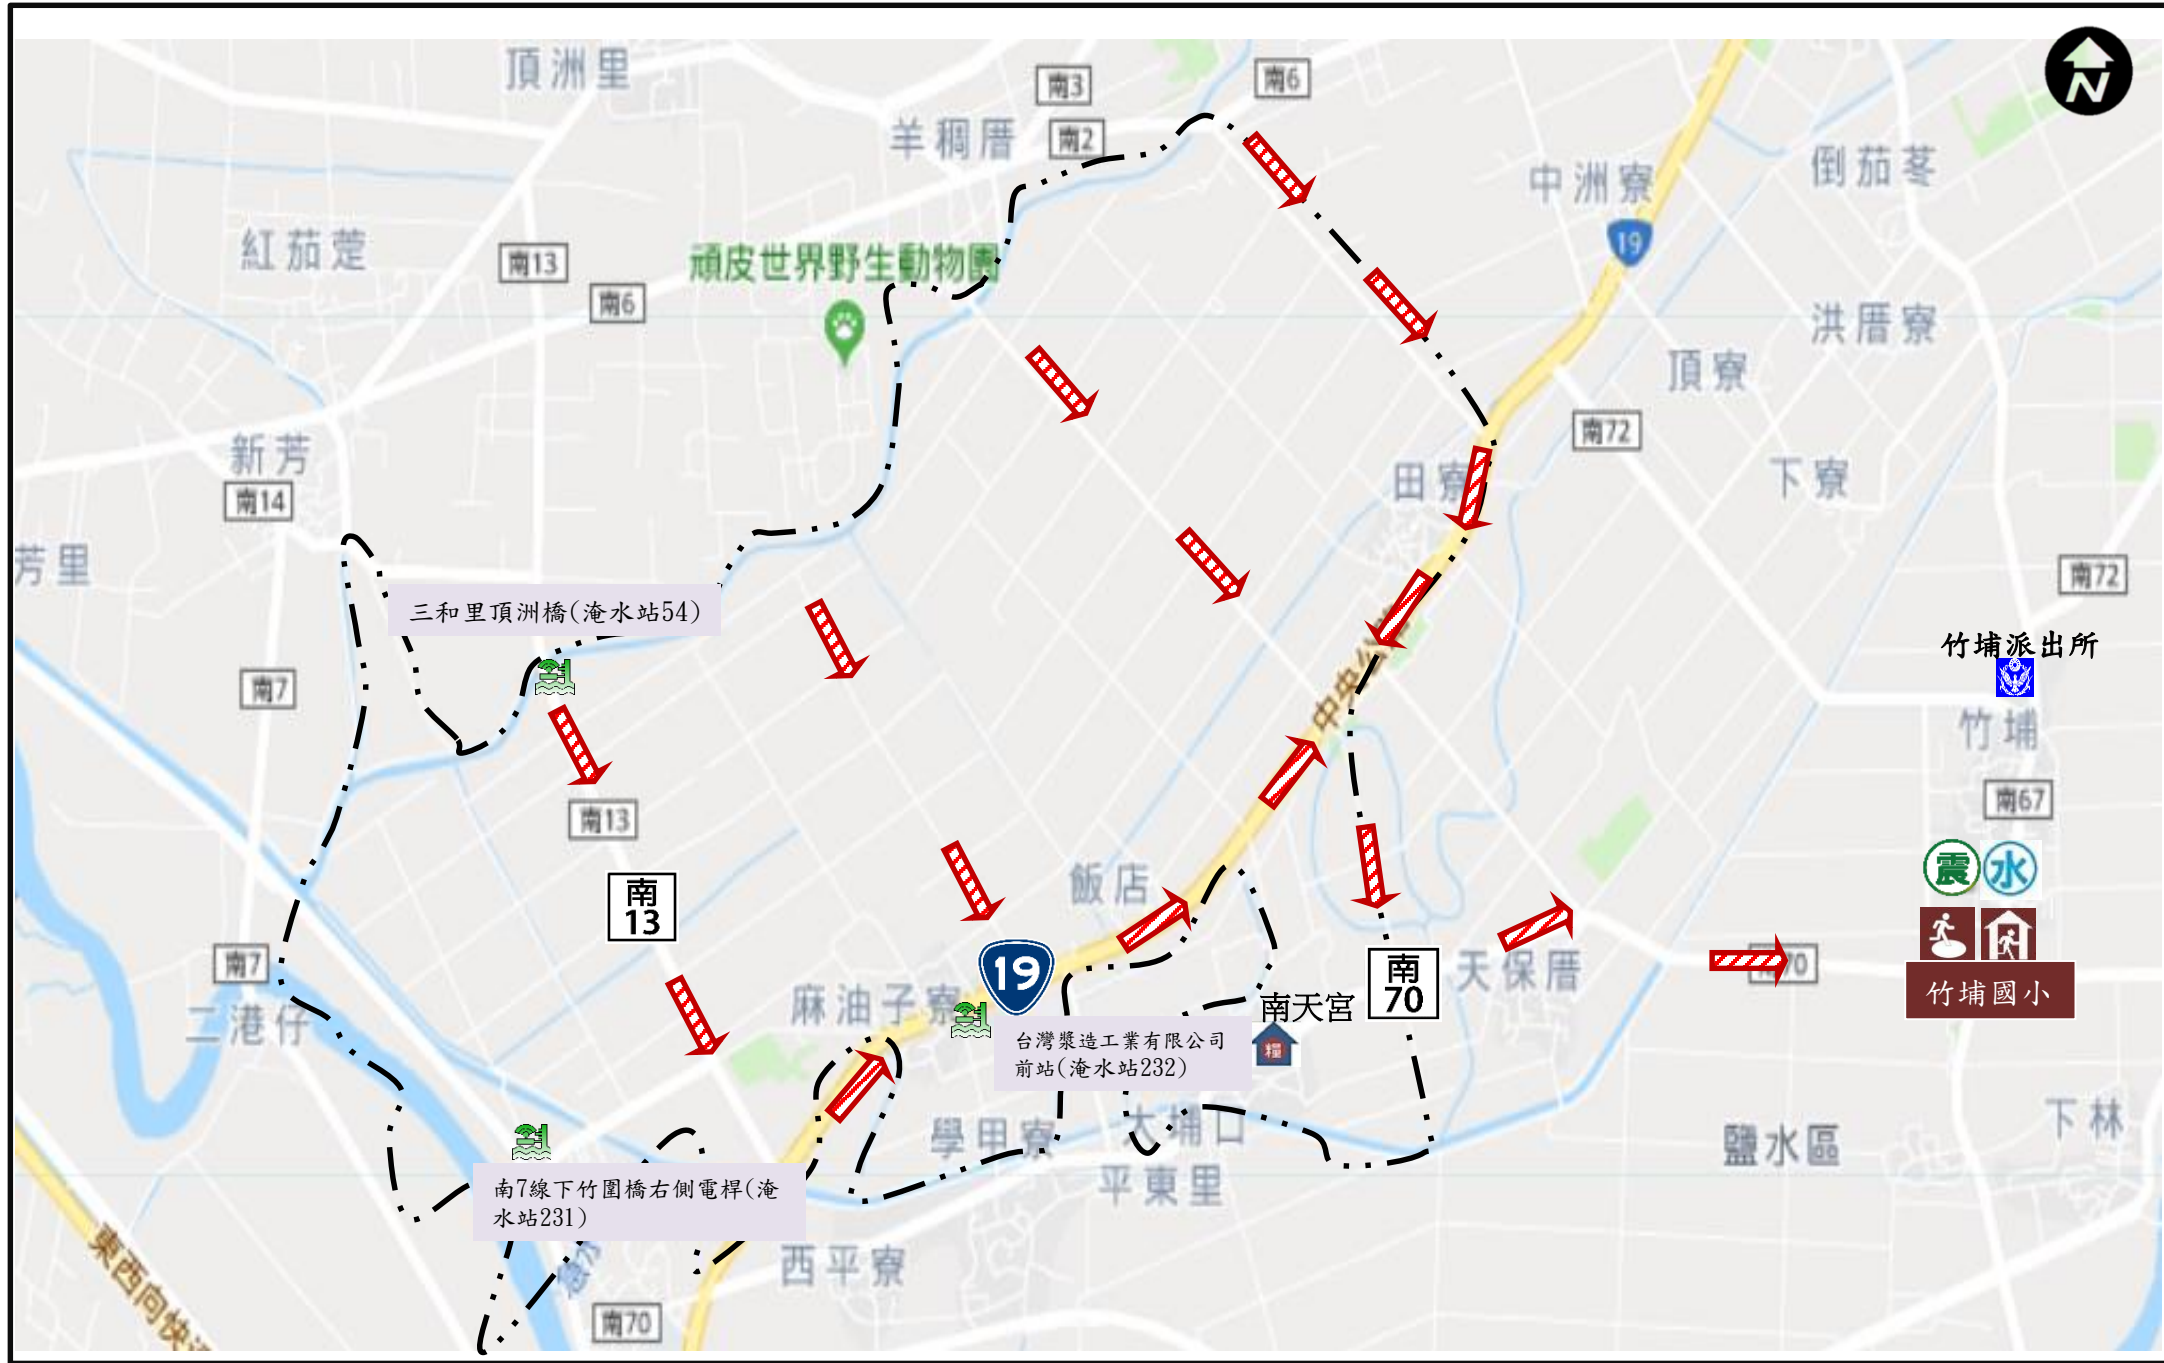 頂洲里
南3
南6
N
羊稠厝
南2
中洲寮
倒茄苳
19
紅茄萣
南13
頑皮世界野生動物園
南6
洪厝寮
頂寮
南72
新芳
田寮
下寮
南14
芳里
南72
三和里頂洲橋(淹水站54)
竹埔派出所
南7
中央公
竹埔
南13
南67
飯店
震
水
南
13
19
南
70
天保厝
70
竹埔國小
南7
麻油子寮
南天宮
糧
二港仔
台灣漿造工業有限公司
前站(淹水站232)
學甲寮
大埔口
鹽水區
下林
南7線下竹圍橋右側電桿(淹
水站231)
平東里
西平寮
東西向快
南70